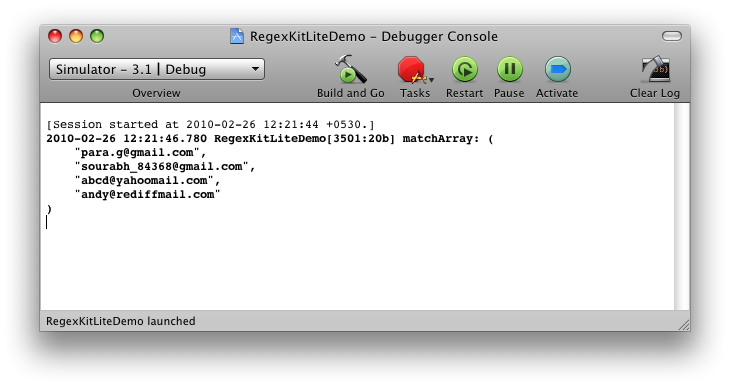 RegexKitLiteDemo – Debugger Console
Simulator – 3.1 | Debug
Overview
Build and Go
Tasks
Restart
Pause
Activate
Clear Log
[Session started at 2010-02-26 12:21:44 +0530.]
2010-02-26 12:21:46.780 RegexKitLiteDemo[3501:20b] matchArray: (
"para.g@gmail.com",
"sourabh_84368@gmail.com",
"abcd@yahoomail.com",
"andy@rediffmail.com"
)
RegexKitLiteDemo launched